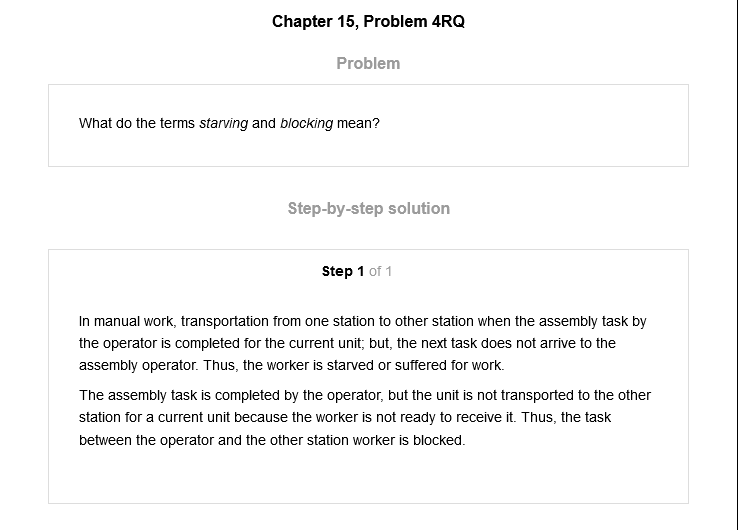 Chapter 15, Problem 4RQ
Problem
What do the terms starving and blocking mean?
Step-by-step solution
Step 1 of 1
In manual work, transportation from one station to other station when the assembly task by
the operator is completed for the current unit; but, the next task does not arrive to the
assembly operator. Thus, the worker is starved or suffered for work.
The assembly task is completed by the operator, but the unit is not transported to the other
station for a current unit because the worker is not ready to receive it. Thus, the task
between the operator and the other station worker is blocked.